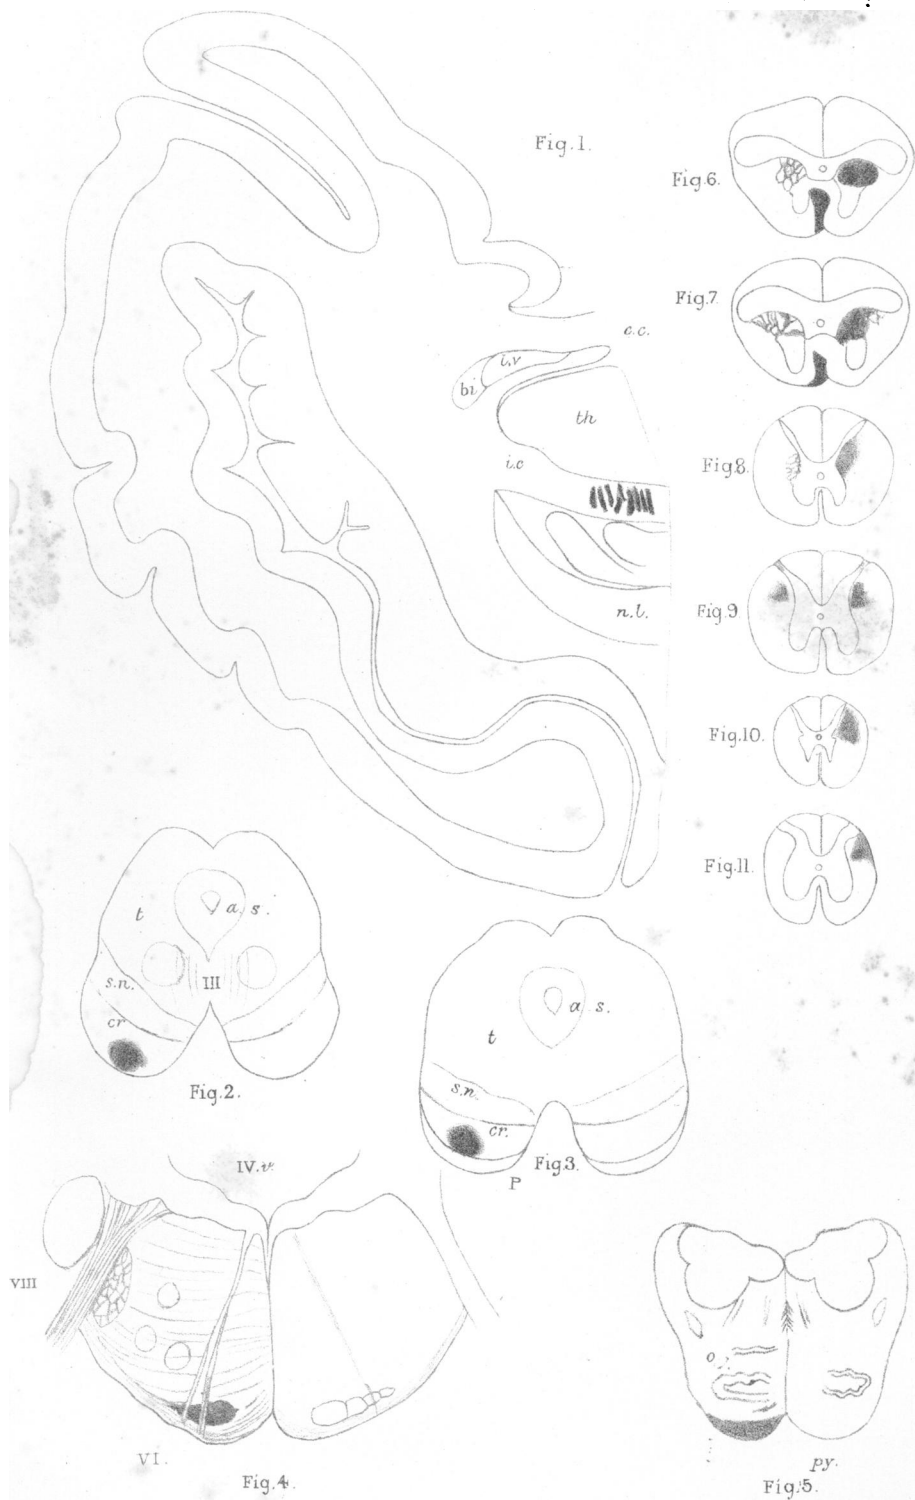 Fig.1.
c.c.
l.v
bi
th
i.c
n.l.
Fig.6.
Fig.7.
Fig.8.
Fig.9.
Fig.10.
Fig.11.
t
a. s.
III
s.n.
cr
Fig.2.
t
a. s.
s.n.
cr.
P
Fig.3.
IV.v.
VIII
VI.
Fig.4.
o
py.
Fig.5.